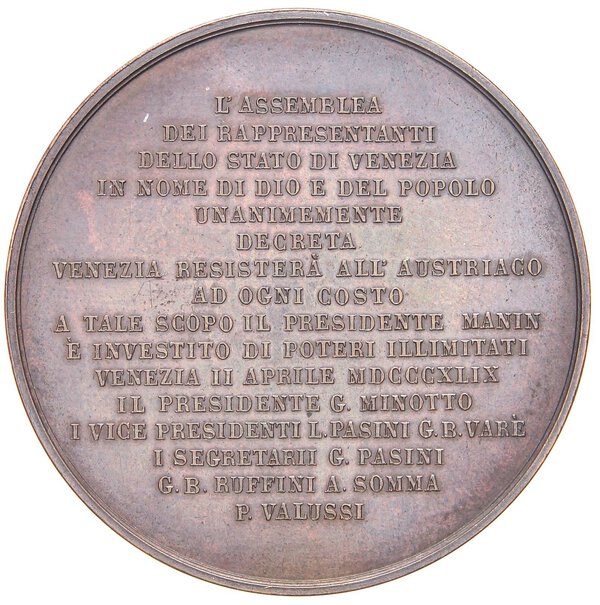 L'ASSEMBLEA
DEI RAPPRESENTANTI
DELLO STATO DI VENEZIA
IN NOME DI DIO E DEL POPOLO
UNANIMEMENTE
DECRETA
VENEZIA RESISTERÀ ALL'AUSTRIACO
AD OGNI COSTO
A TALE SCOPO IL PRESIDENTE MANIN
È INVESTITO DI POTERI ILLIMITATI
VENEZIA II APRILE MDCCCXLIX
IL PRESIDENTE G. MINOTTO
I VICE PRESIDENTI L. PASINI G. B. VARÈ
I SEGRETARII G. PASINI
G. B. RUFFINI A. SOMMA
P. VALUSSI